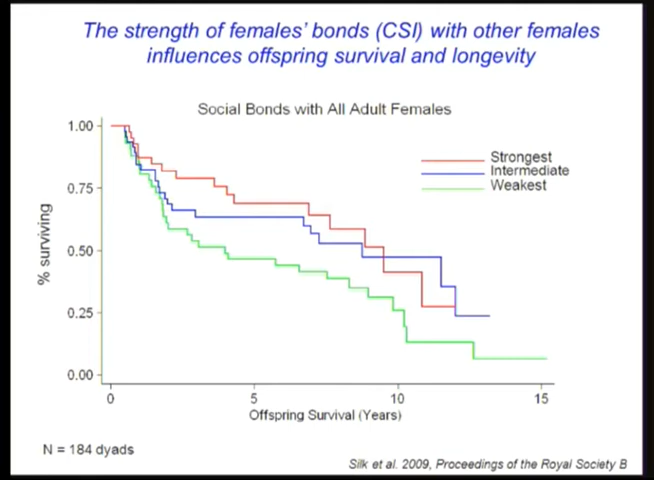 The strength of females' bonds (CSI) with other females
influences offspring survival and longevity
Social Bonds with All Adult Females
Strongest
Intermediate
Weakest
% surviving
1.00
0.75
0.50
0.25
0.00
0 5 10 15
Offspring Survival (Years)
N = 184 dyads
Silk et al. 2009, Proceedings of the Royal Society B